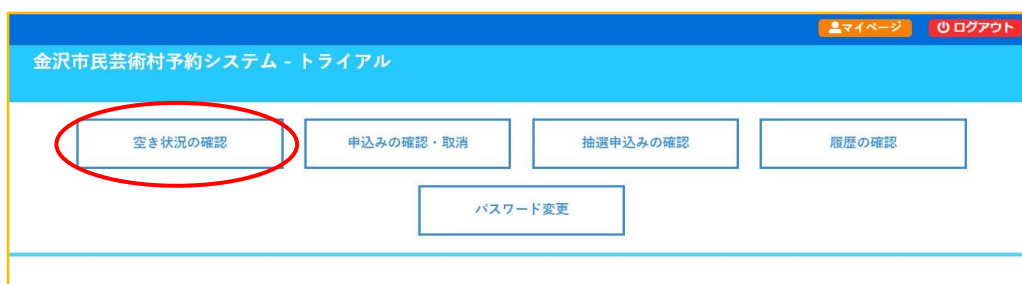 マイページ ログアウト
金沢市民芸術村予約システム - トライアル
空き状況の確認 申込みの確認・取消 抽選申込みの確認 履歴の確認
パスワード変更